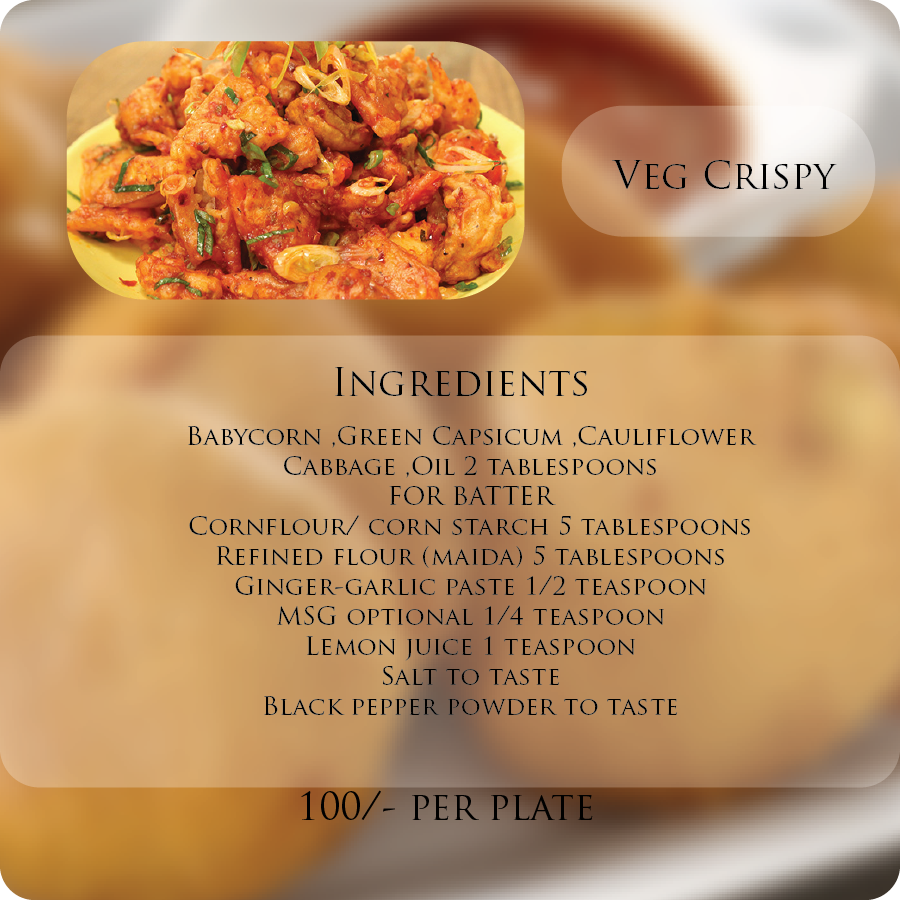 Veg Crispy
Ingredients
Babycorn ,Green Capsicum ,Cauliflower
Cabbage ,Oil 2 tablespoons
FOR BATTER
Cornflour/ corn starch 5 tablespoons
Refined flour (maida) 5 tablespoons
Ginger-garlic paste 1/2 teaspoon
MSG optional 1/4 teaspoon
Lemon juice 1 teaspoon
Salt to taste
Black pepper powder to taste
100/- per plate